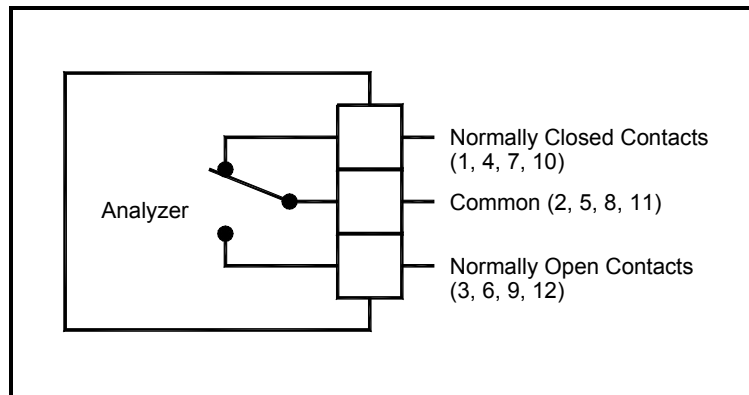 Normally Closed Contacts
(1, 4, 7, 10)
Analyzer
Common (2, 5, 8, 11)
Normally Open Contacts
(3, 6, 9, 12)